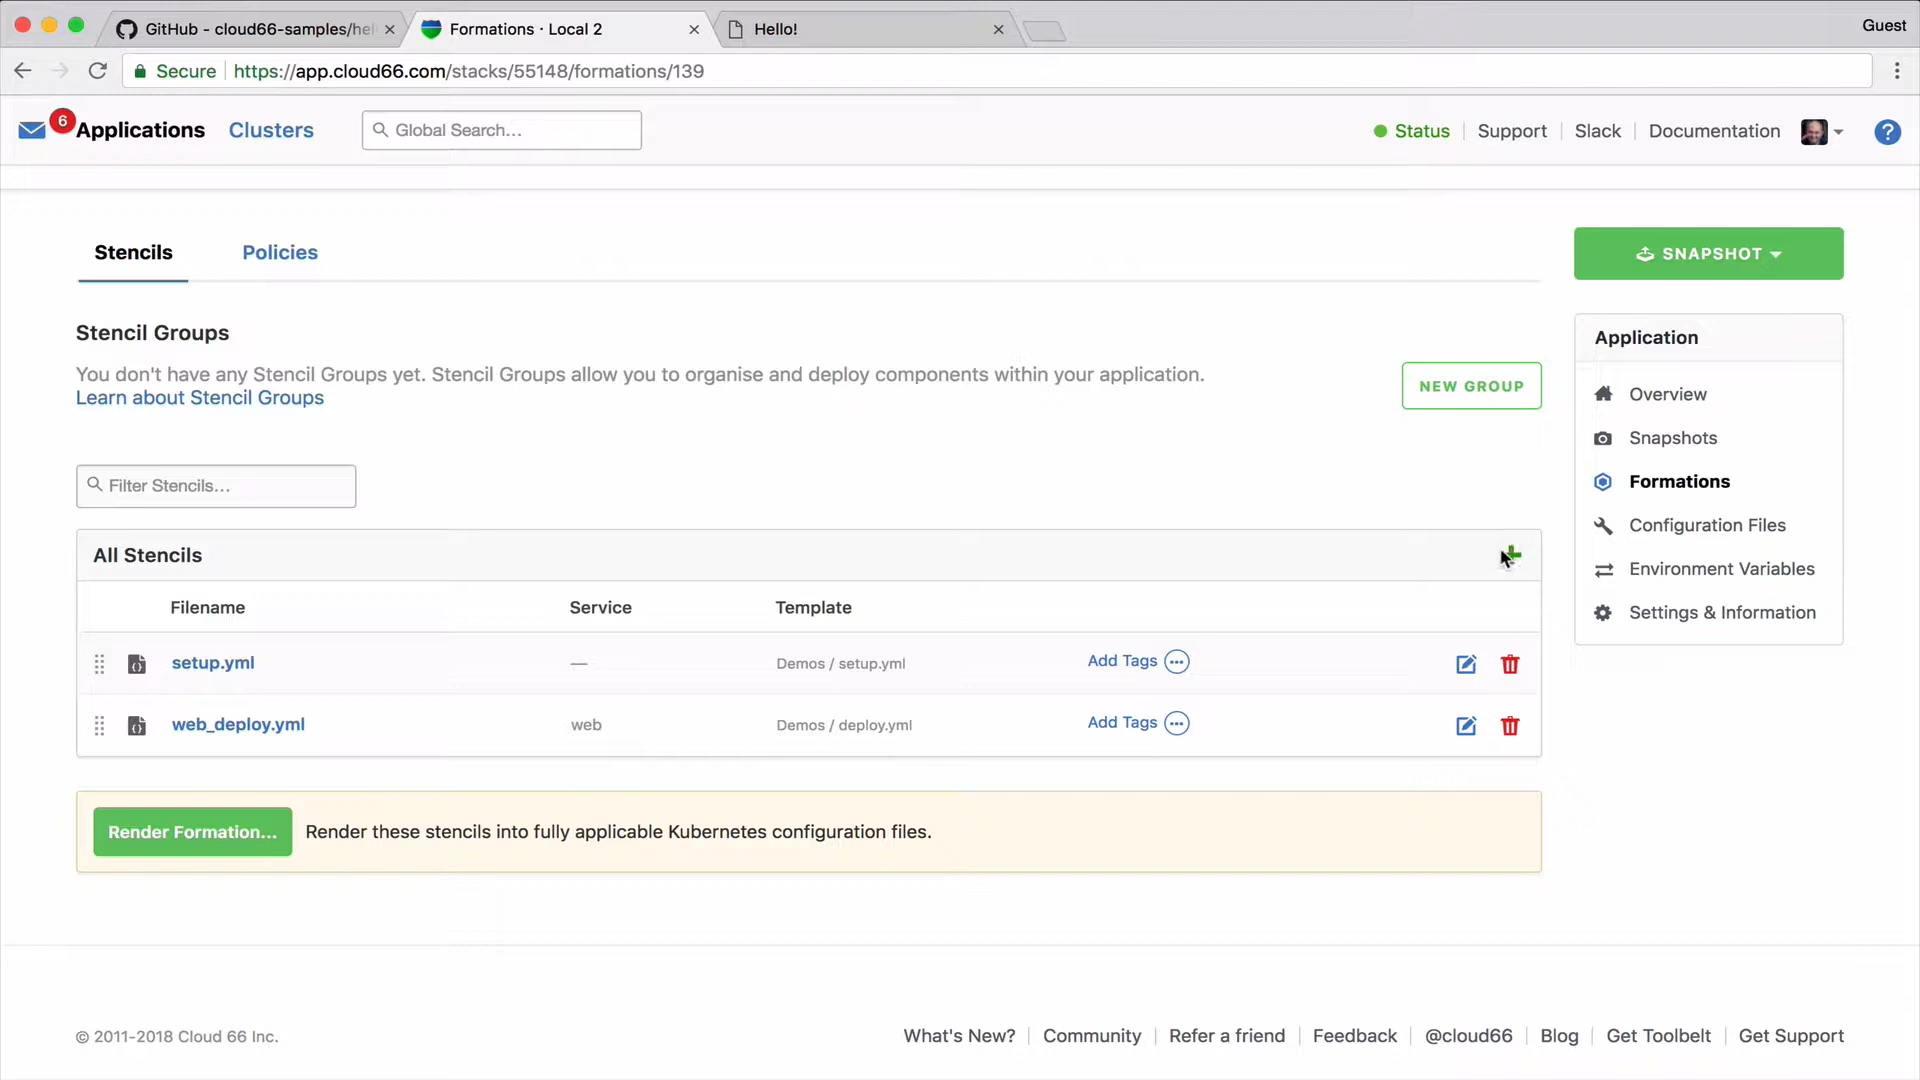 GitHub - cloud66-samples/hel
Formations · Local 2
Hello!
Guest
Secure
https://app.cloud66.com/stacks/55148/formations/139
6
Applications
Clusters
Global Search...
Status
Support
Slack
Documentation
?
Stencils
Policies
SNAPSHOT
Stencil Groups
You don't have any Stencil Groups yet. Stencil Groups allow you to organise and deploy components within your application.
Learn about Stencil Groups
NEW GROUP
Application
Overview
Snapshots
Formations
Configuration Files
Environment Variables
Settings & Information
Filter Stencils...
All Stencils
Filename Service Template
setup.yml — Demos / setup.yml Add Tags
web_deploy.yml web Demos / deploy.yml Add Tags
Render Formation... Render these stencils into fully applicable Kubernetes configuration files.
© 2011-2018 Cloud 66 Inc.
What's New? Community Refer a friend Feedback @cloud66 Blog Get Toolbelt Get Support